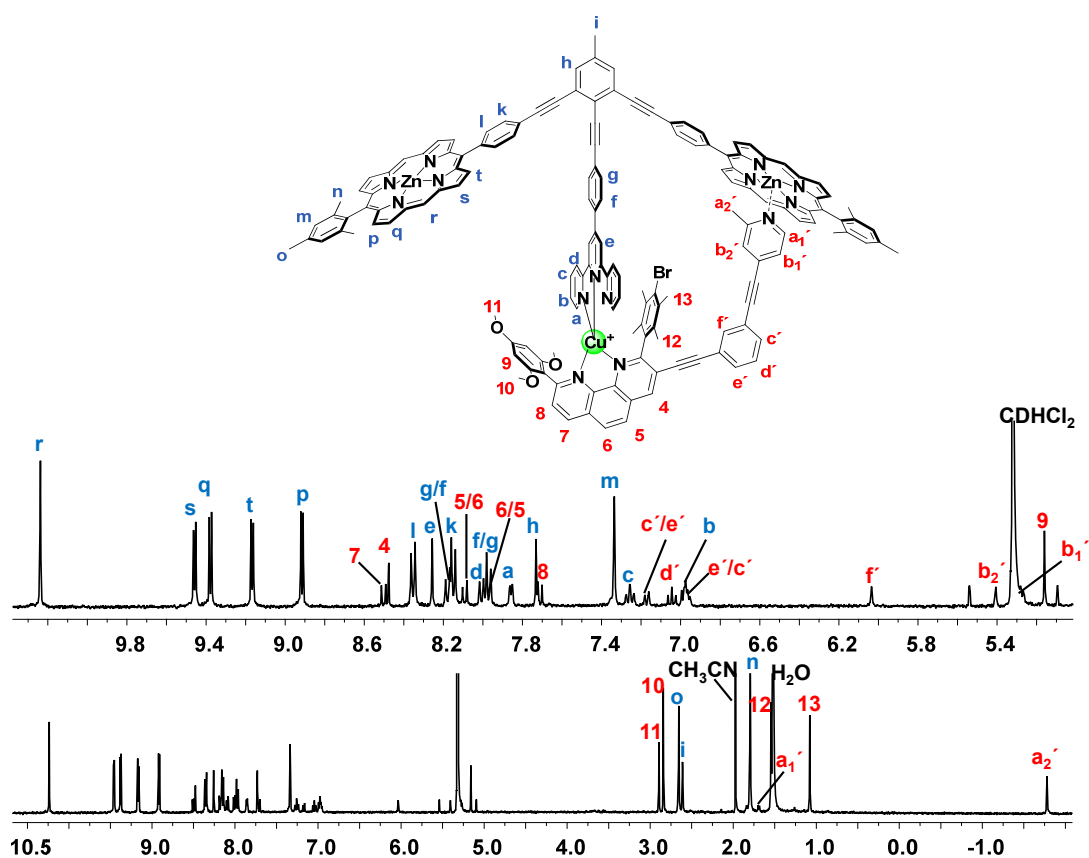 i
h
k
l
N
N
Zn
N
N
t
s
r
q
p
n
m
o
g
f
e
d
c
b
a
N
N
N
Cu+
N
N
N
N
Zn
N
N
N
a2´
a1´
b2´
b1´
Br
13
12
11
O
9
O
10
O
8
7
6
5
4
f´
c´
d´
e´
CDHCl2
r
s
q
t
p
7
4
l
e
g/f
k
5/6
d
f/g
6/5
a
h
8
m
c
c´/e´
d´
b
e´/c´
f´
b2´
9
b1´
9.8 9.4 9.0 8.6 8.2 7.8 7.4 7.0 6.6 6.2 5.8 5.4
CH3CN
n
H2O
10
11
o
i
12
a1´
13
a2´
10.5 9.0 8.0 7.0 6.0 5.0 4.0 3.0 2.0 1.0 0.0 -1.0